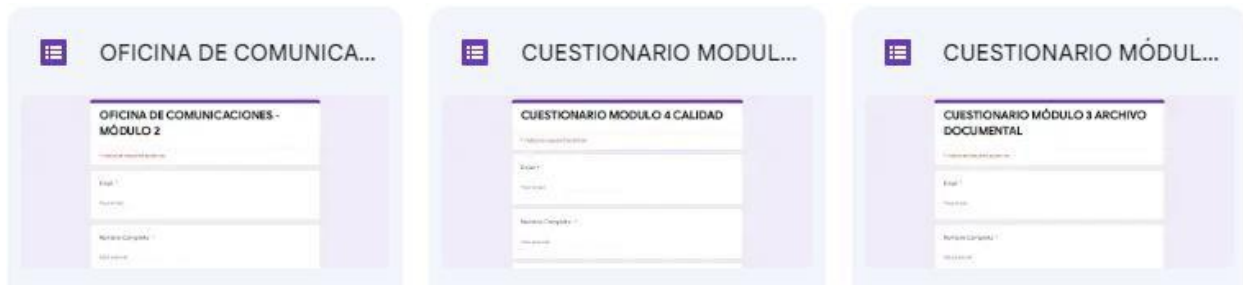 OFICINA DE COMUNICA...
OFICINA DE COMUNICACIONES -
MÓDULO 2
Email *
Nombre Completo *
CUESTIONARIO MODUL...
CUESTIONARIO MODULO 4 CALIDAD
Email *
Nombre Completo *
CUESTIONARIO MÓDUL...
CUESTIONARIO MÓDULO 3 ARCHIVO
DOCUMENTAL
Email *
Nombre Completo *